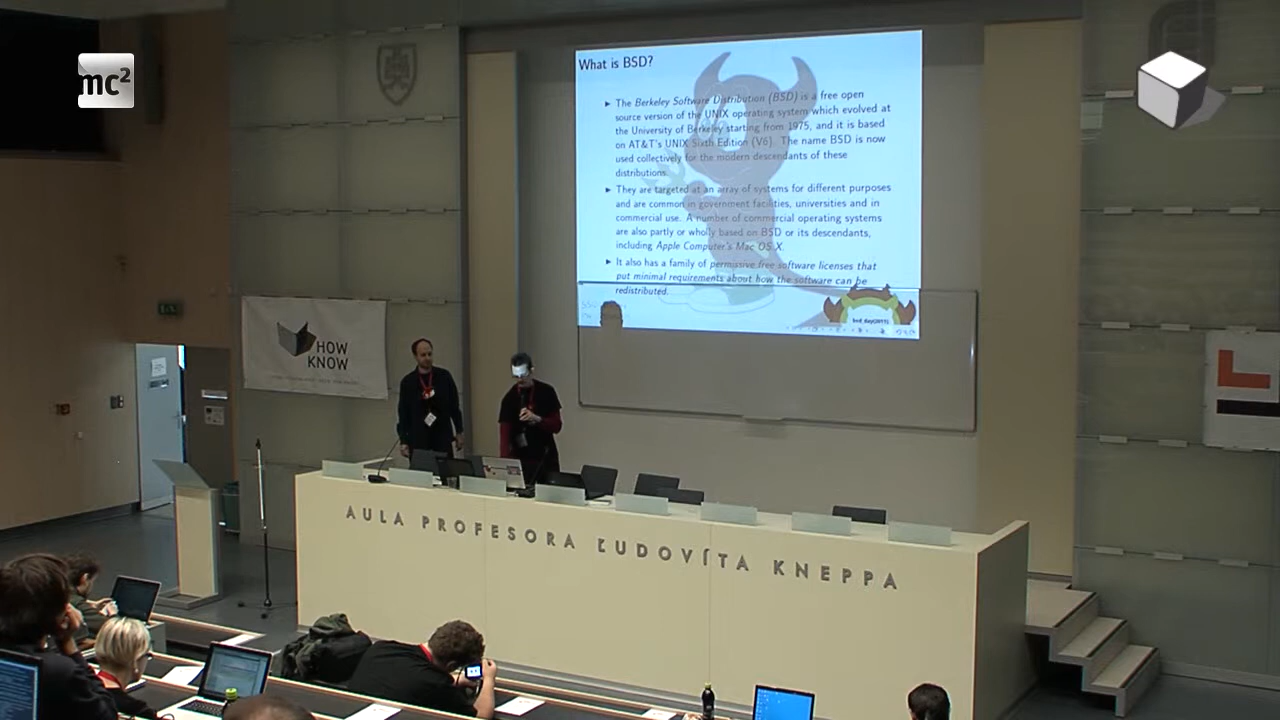 mc²
What is BSD?
▶ The Berkeley Software Distribution (BSD) is a free open
source version of the UNIX operating system which evolved at
the University of Berkeley starting from 1975, and it is based
on AT&T's UNIX Sixth Edition (V6). The name BSD is now
used collectively for the modern descendants of these
distributions.
▶ They are targeted at an array of systems for different purposes
and are common in government facilities, universities and in
commercial use. A number of commercial operating systems
are also partly or wholly based on BSD or its descendants,
including Apple Computer's Mac OS X.
▶ It also has a family of permissive free software licenses that
put minimal requirements about how the software can be
redistributed.
HOW
KNOW
AULA PROFESORA ĽUDOVÍTA KNEPPA